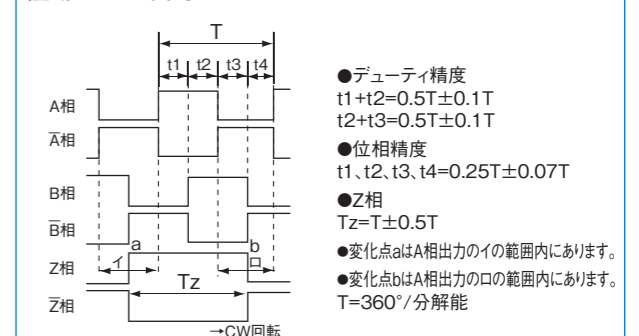 T
t1 t2 t3 t4
A相
A̅相
B相
B̅相
a b
Z相 イ ロ
Tz
Z̅相
→CW回転
●デューティ精度
t1+t2=0.5T±0.1T
t2+t3=0.5T±0.1T
●位相精度
t1、t2、t3、t4=0.25T±0.07T
●Z相
Tz=T±0.5T
●変化点aはA相出力のイの範囲内にあります。
●変化点bはA相出力のロの範囲内にあります。
T=360°/分解能